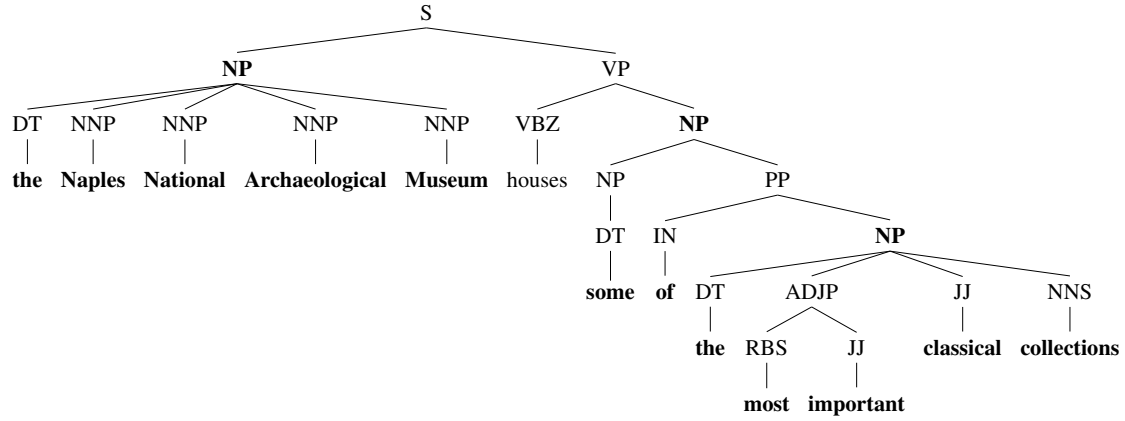 S
NP VP
DT NNP NNP NNP NNP VBZ NP
the Naples National Archaeological Museum houses NP PP
DT IN NP
some of DT ADJP JJ NNS
the RBS JJ classical collections
most important